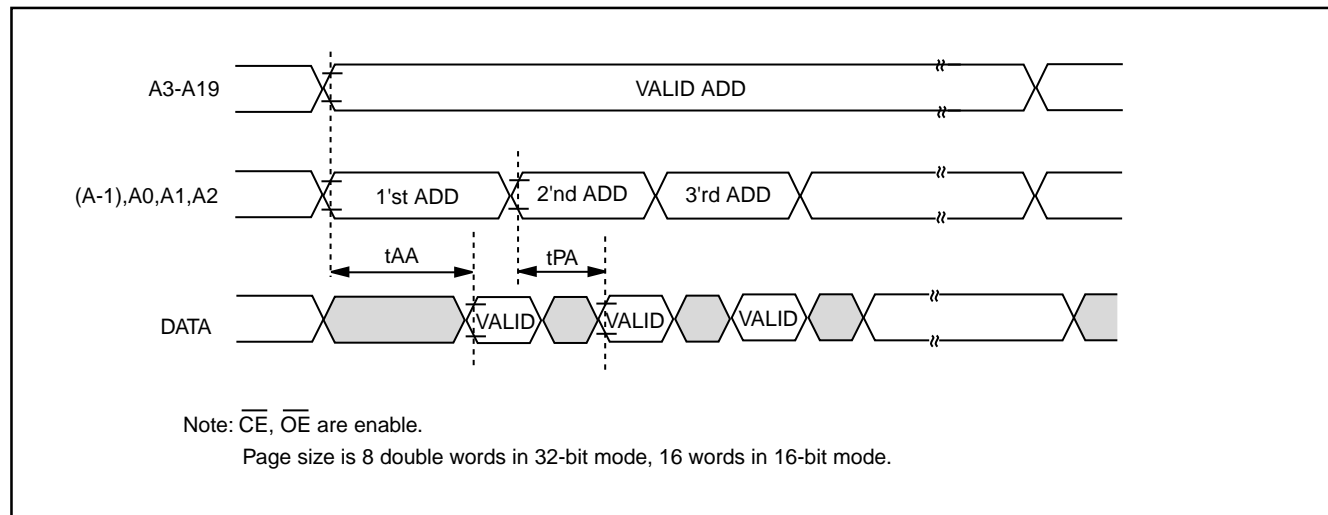 A3-A19
VALID ADD
(A-1),A0,A1,A2
1'st ADD
2'nd ADD
3'rd ADD
tAA
tPA
DATA
VALID
VALID
VALID
Note: C̅E̅, O̅E̅ are enable.
Page size is 8 double words in 32-bit mode, 16 words in 16-bit mode.